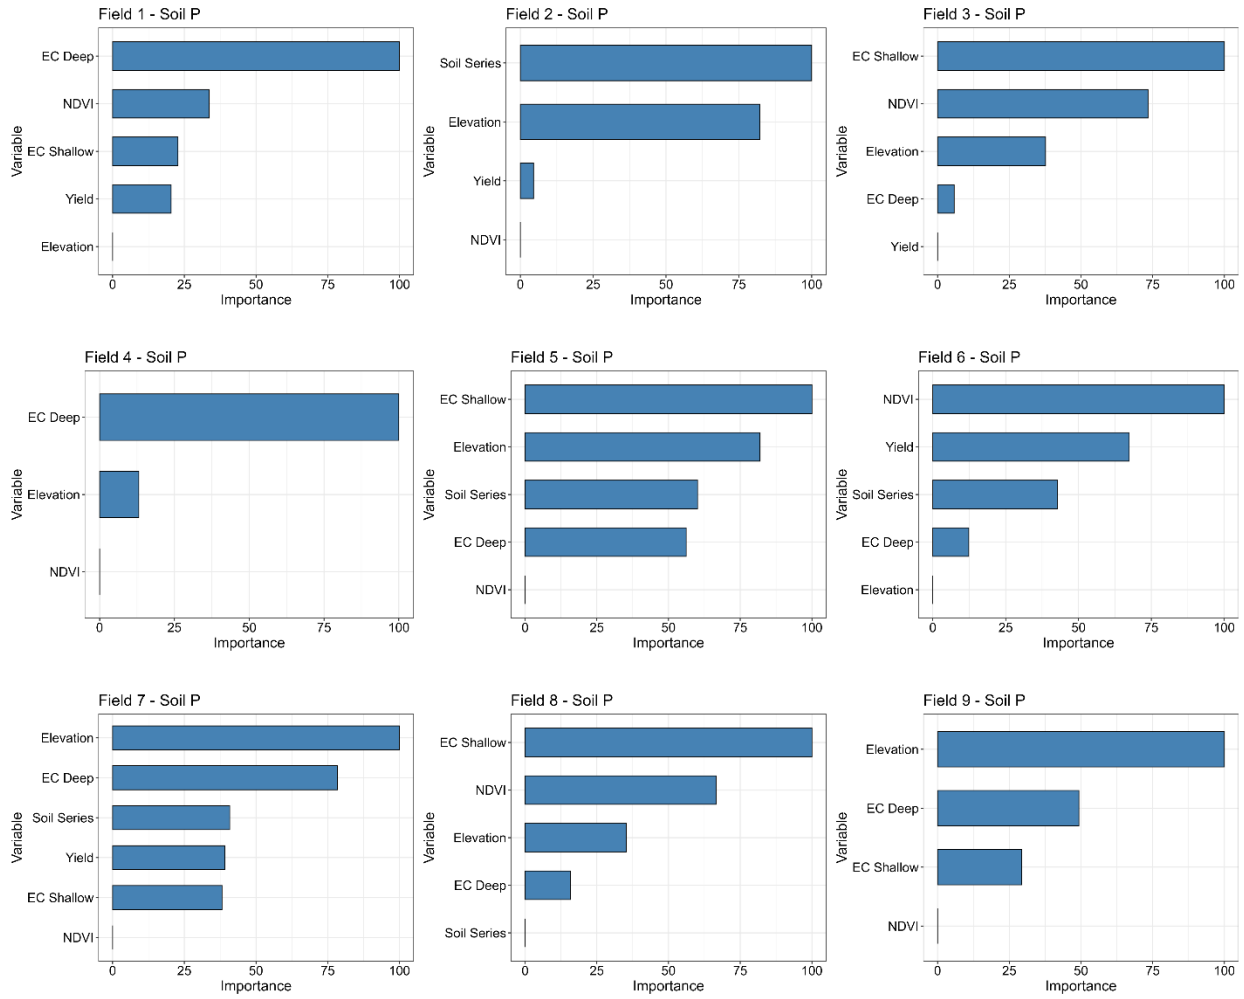 Field 1 - Soil P
Variable
EC Deep
NDVI
EC Shallow
Yield
Elevation
0 25 50 75 100
Importance
Field 2 - Soil P
Variable
Soil Series
Elevation
Yield
NDVI
0 25 50 75 100
Importance
Field 3 - Soil P
Variable
EC Shallow
NDVI
Elevation
EC Deep
Yield
0 25 50 75 100
Importance
Field 4 - Soil P
Variable
EC Deep
Elevation
NDVI
0 25 50 75 100
Importance
Field 5 - Soil P
Variable
EC Shallow
Elevation
Soil Series
EC Deep
NDVI
0 25 50 75 100
Importance
Field 6 - Soil P
Variable
NDVI
Yield
Soil Series
EC Deep
Elevation
0 25 50 75 100
Importance
Field 7 - Soil P
Variable
Elevation
EC Deep
Soil Series
Yield
EC Shallow
NDVI
0 25 50 75 100
Importance
Field 8 - Soil P
Variable
EC Shallow
NDVI
Elevation
EC Deep
Soil Series
0 25 50 75 100
Importance
Field 9 - Soil P
Variable
Elevation
EC Deep
EC Shallow
NDVI
0 25 50 75 100
Importance